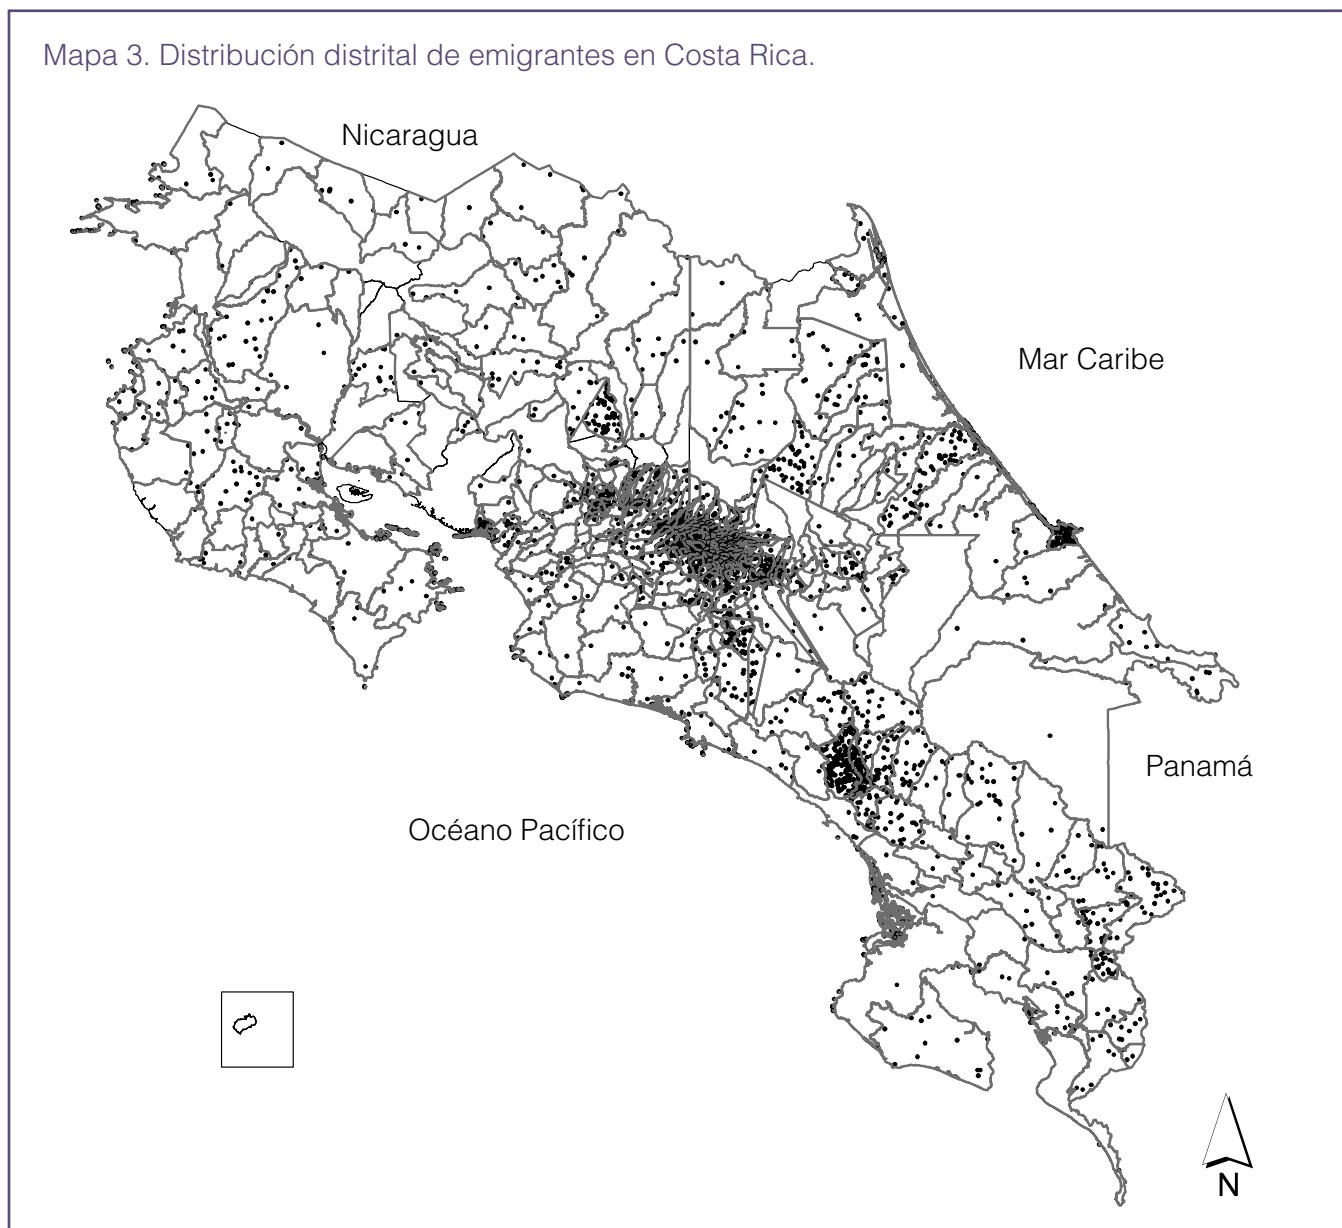 Mapa 3. Distribución distrital de emigrantes en Costa Rica.
Nicaragua
Mar Caribe
Panamá
Océano Pacífico
N